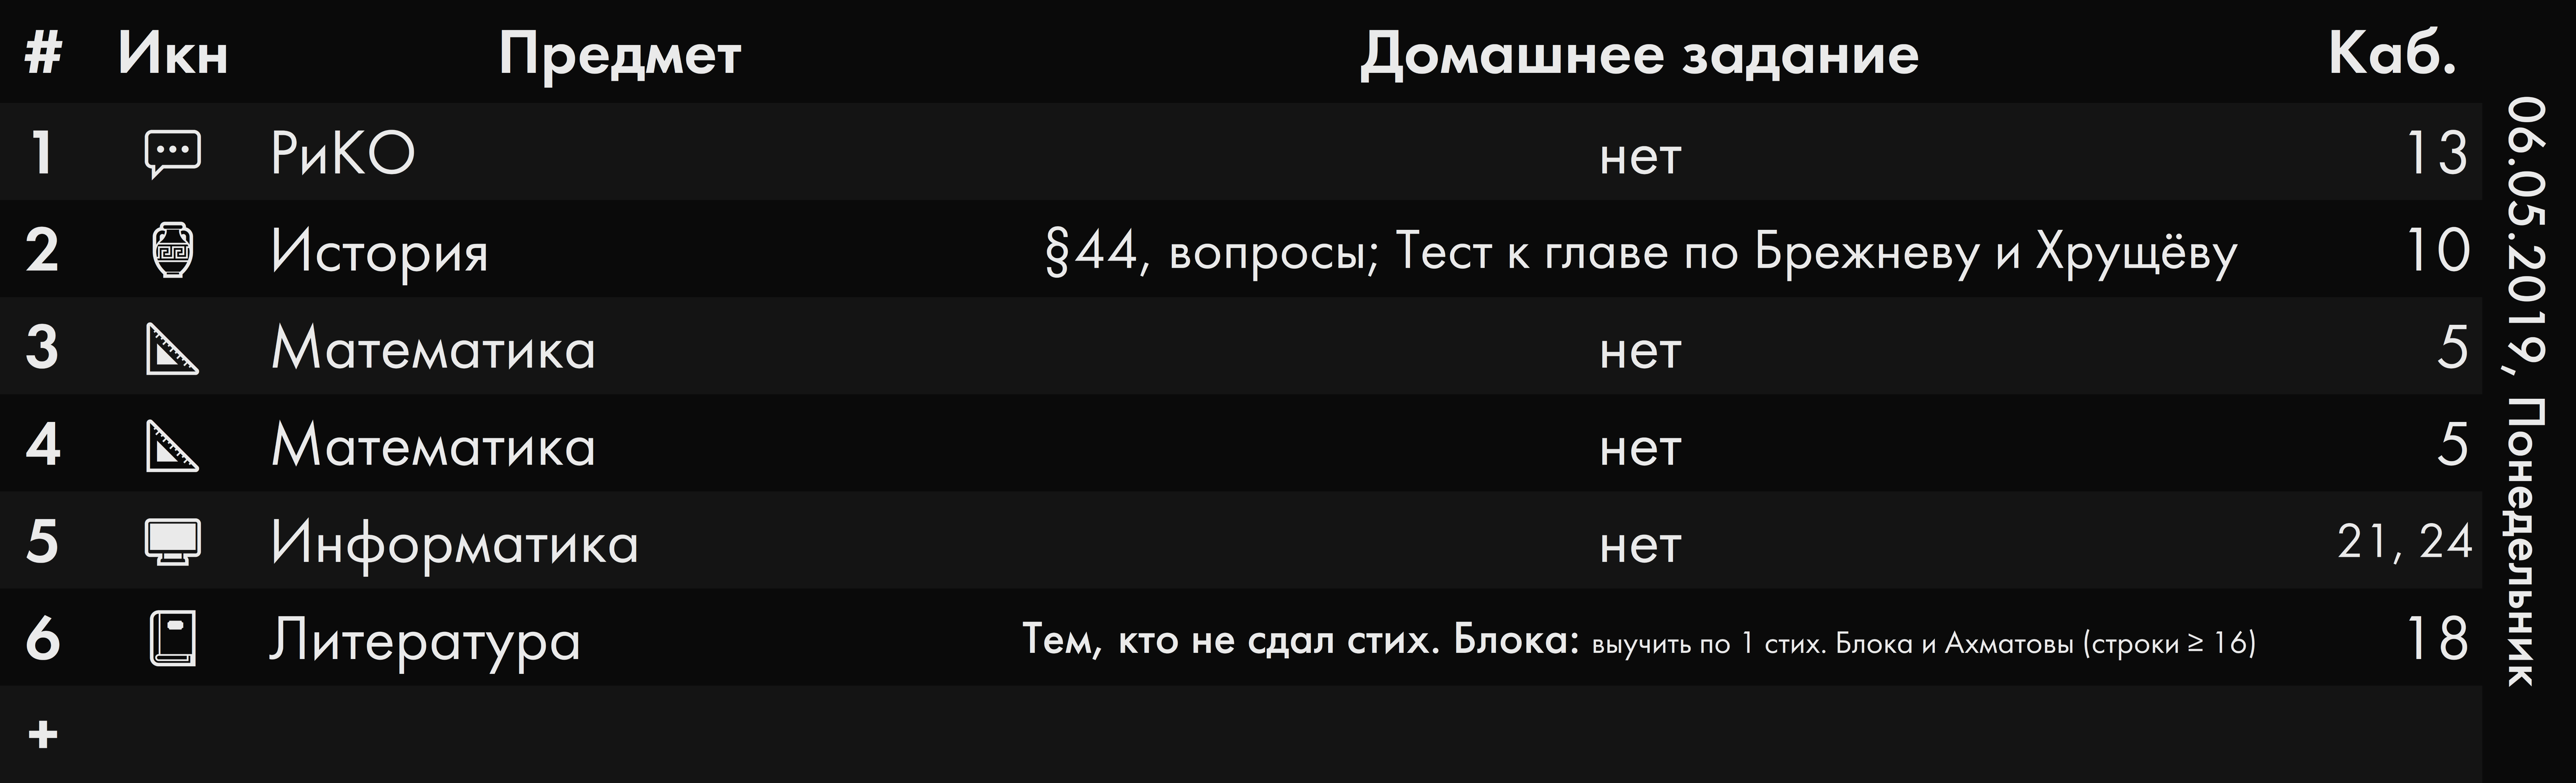 # Икн Предмет Домашнее задание Каб.
1 РиКО нет 13
2 История §44, вопросы; Тест к главе по Брежневу и Хрущёву 10
3 Математика нет 5
4 Математика нет 5
5 Информатика нет 21, 24
6 Литература Тем, кто не сдал стих. Блока: выучить по 1 стих. Блока и Ахматовы (строки ≥ 16) 18
+
06.05.2019, Понедельник